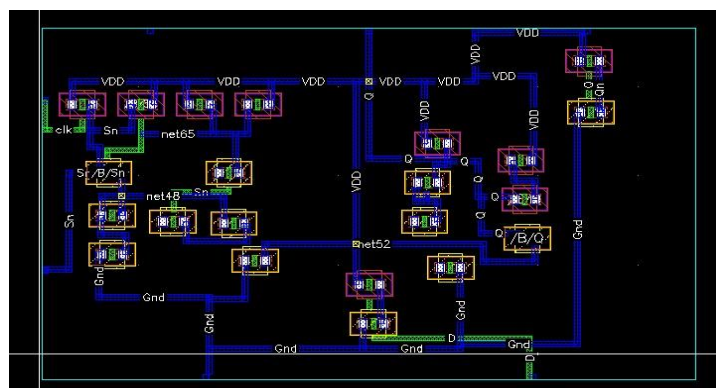 VDD VDD
Q Qn
VDD VDD VDD VDD VDD
Q
clk Sn net65 VDD VDD
Q Q
Sn/B/Sn
net48 Sn VDD Q
Sn Q
Gnd
net52 Q /B/Q
Gnd
Gnd Gnd Gnd
D
Gnd Gnd Gnd
D